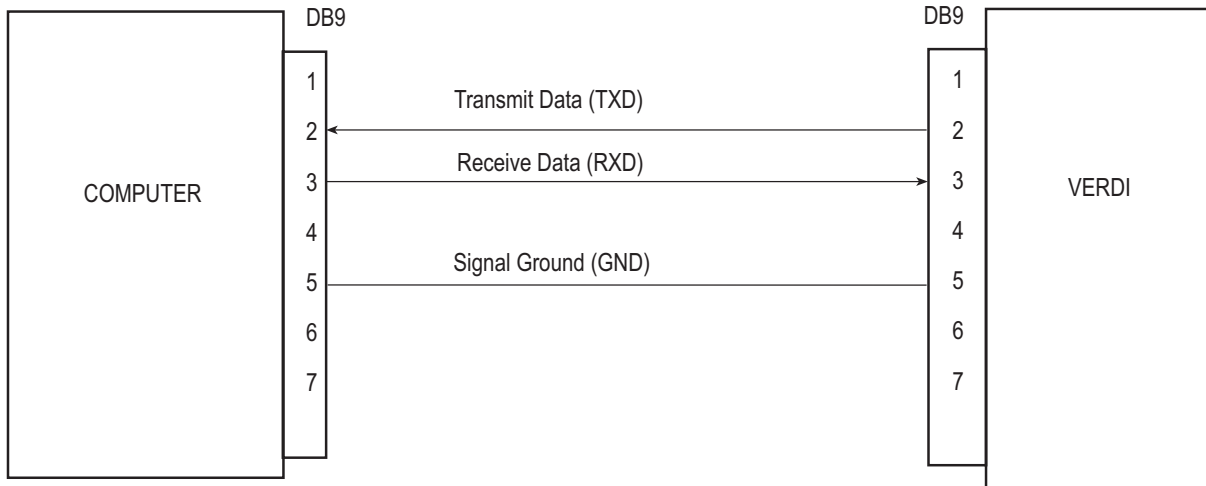 DB9
DB9
1
1
Transmit Data (TXD)
2
2
Receive Data (RXD)
3
3
COMPUTER
VERDI
4
4
Signal Ground (GND)
5
5
6
6
7
7